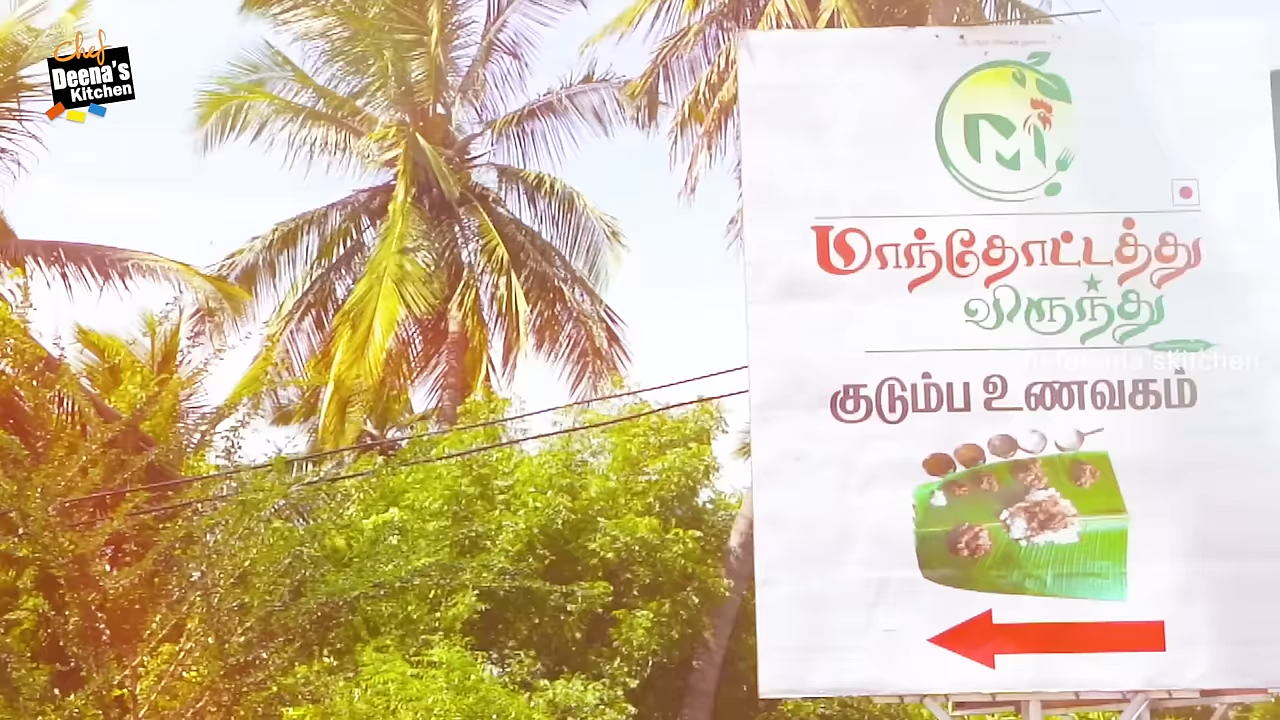 Chef
Deena's
Kitchen
M
மாந்தோட்டத்து
விருந்து
குடும்ப உணவகம்